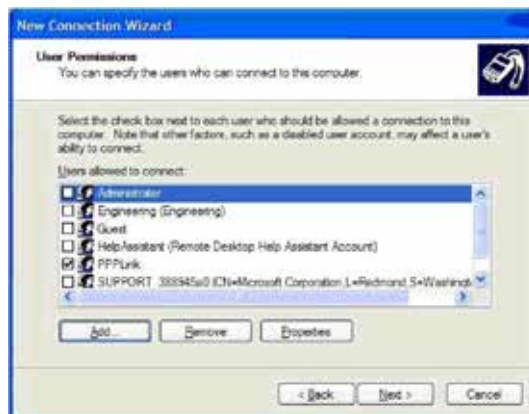 New Connection Wizard
User Permissions
You can specify the users who can connect to this computer.
Select the check box next to each user who should be allowed a connection to this
computer. Note that other factors, such as a disabled user account, may affect a user's
ability to connect.
Users allowed to connect:
Administrator
Engineering (Engineering)
Guest
HelpAssistant (Remote Desktop Help Assistant Account)
PPPLink
SUPPORT_388945a0 (CN=Microsoft Corporation,L=Redmond,S=Washingt
Add...
Remove
Properties
< Back
Next >
Cancel